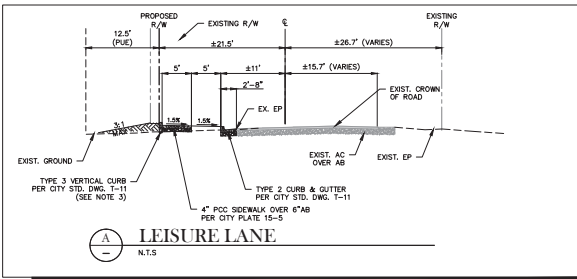 PROPOSED
R/W
EXISTING R/W
℄
EXISTING
R/W
12.5'
(PUE)
±21.5'
±26.7' (VARIES)
5'
5'
±11'
±15.7' (VARIES)
2'-8"
3:1
MAX
1.5%
1.5%
EX. EP
EXIST. CROWN
OF ROAD
EXIST. GROUND
EXIST. AC
OVER AB
EXIST. EP
TYPE 3 VERTICAL CURB
PER CITY STD. DWG. T-11
(SEE NOTE 3)
TYPE 2 CURB & GUTTER
PER CITY STD. DWG. T-11
4" PCC SIDEWALK OVER 6"AB
PER CITY PLATE 15-5
A
–
LEISURE LANE
N.T.S